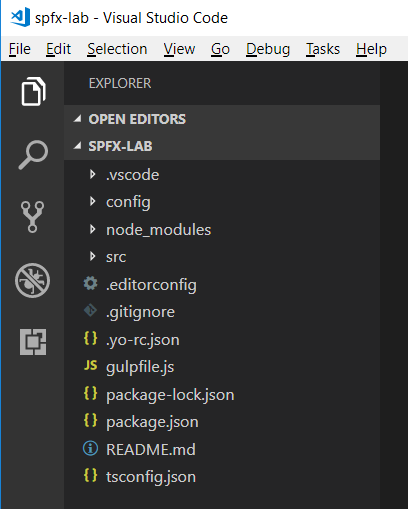 spfx-lab - Visual Studio Code
File Edit Selection View Go Debug Tasks Help
EXPLORER
OPEN EDITORS
SPFX-LAB
.vscode
config
node_modules
src
.editorconfig
.gitignore
{} .yo-rc.json
JS gulpfile.js
{} package-lock.json
{} package.json
README.md
{} tsconfig.json